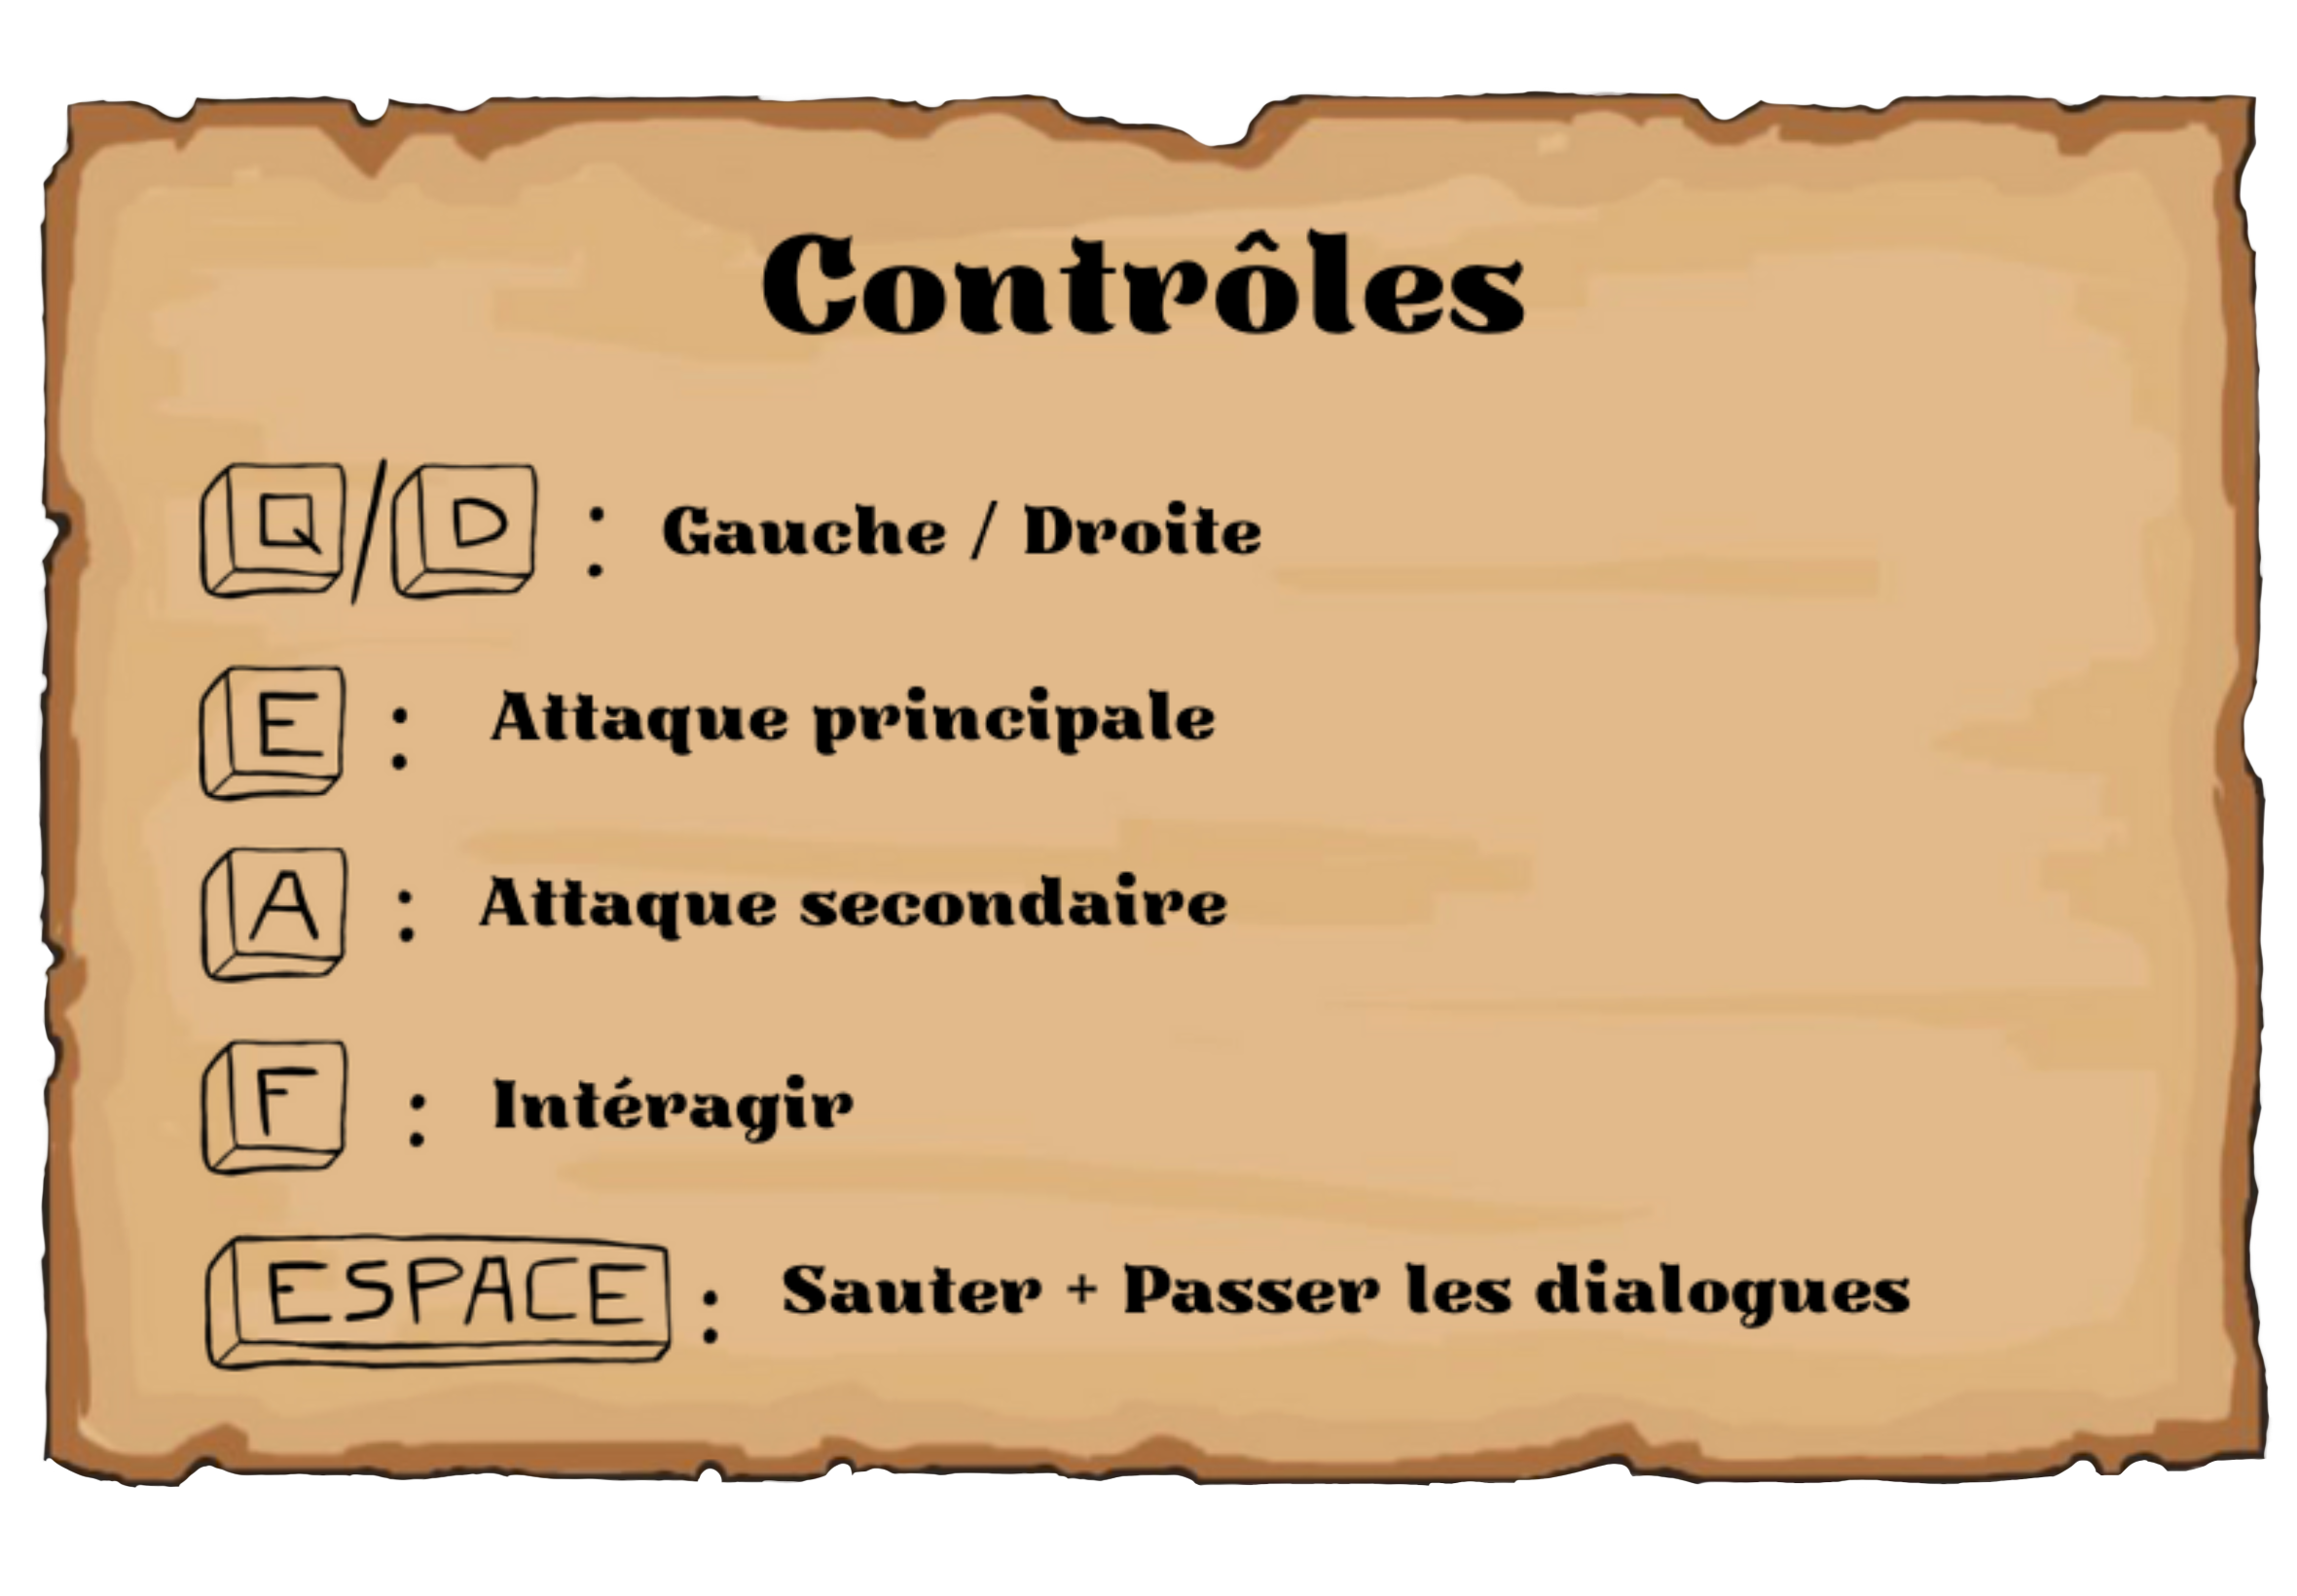 Contrôles
Q/D : Gauche / Droite
E : Attaque principale
A : Attaque secondaire
F : Intéragir
ESPACE : Sauter + Passer les dialogues